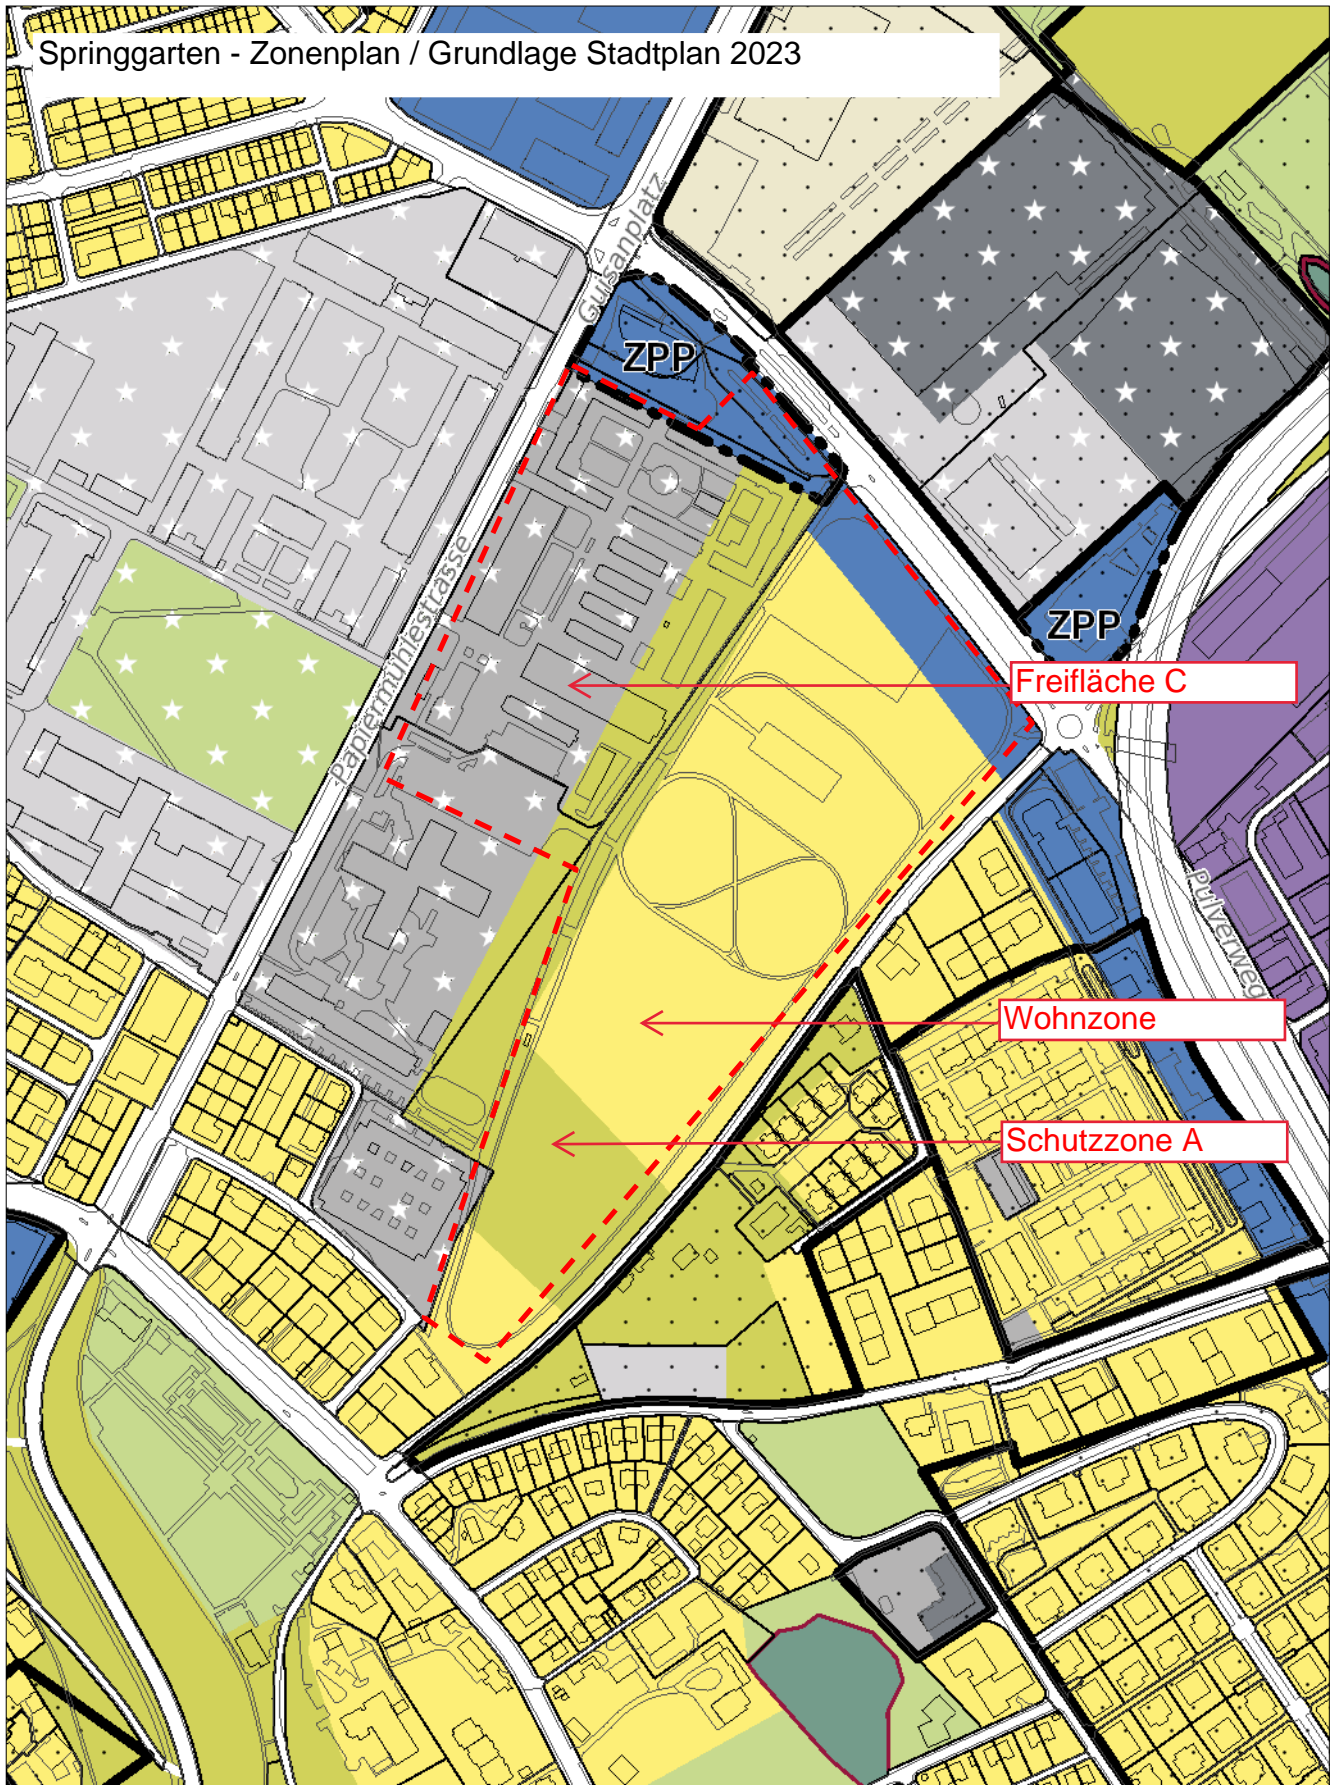 Springgarten - Zonenplan / Grundlage Stadtplan 2023
Guisanplatz
ZPP
Papiermühlestrasse
ZPP
Freifläche C
Pulverweg
Wohnzone
Schutzzone A